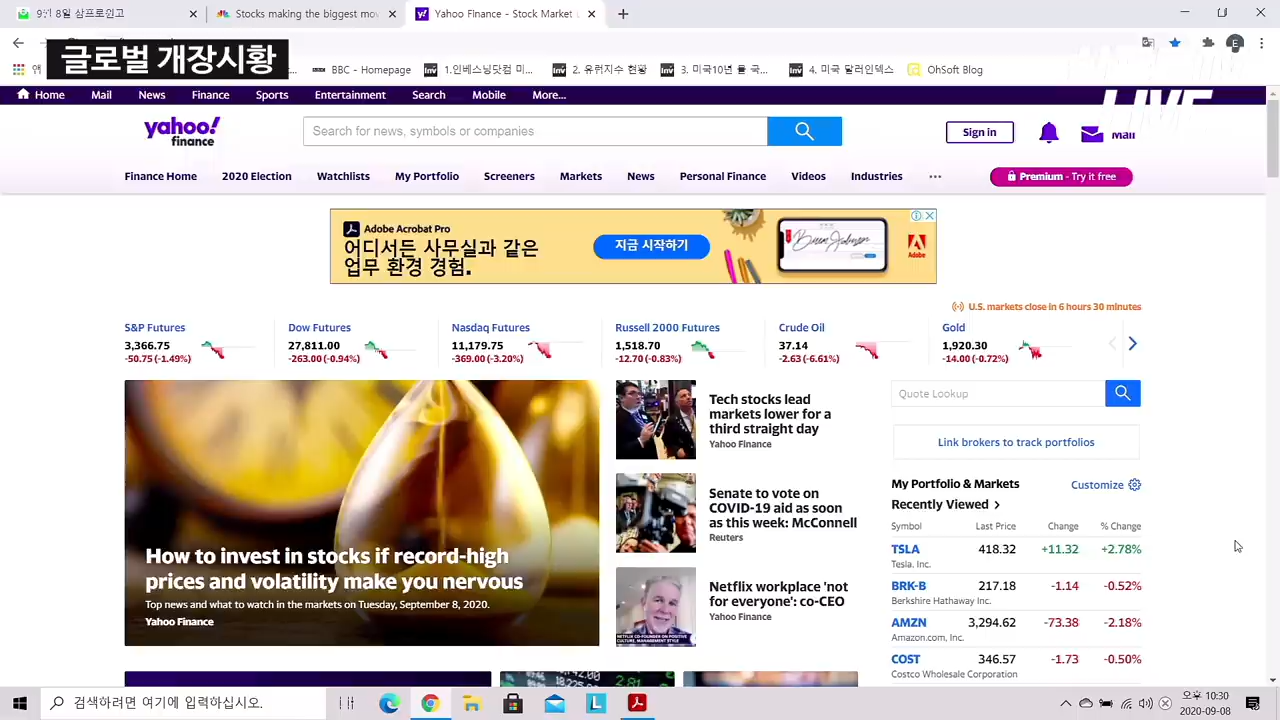 9시 8일 삼프로원고
Stocks making the biggest mov
Yahoo Finance - Stock Market
글로벌 개장시황
BBC - Homepage
1.인베스닝닷컴 미...
2. 유럽지수 현황
3. 미국10년 물 국...
4. 미국 달러인덱스
OhSoft Blog
Home
Mail
News
Finance
Sports
Entertainment
Search
Mobile
More...
LIVE
yahoo!
finance
Search for news, symbols or companies
Sign in
Mail
Finance Home
2020 Election
Watchlists
My Portfolio
Screeners
Markets
News
Personal Finance
Videos
Industries
Premium - Try it free
Adobe Acrobat Pro
어디서든 사무실과 같은
업무 환경 경험.
지금 시작하기
Adobe
U.S. markets close in 6 hours 30 minutes
S&P Futures
3,366.75
-50.75 (-1.49%)
Dow Futures
27,811.00
-263.00 (-0.94%)
Nasdaq Futures
11,179.75
-369.00 (-3.20%)
Russell 2000 Futures
1,518.70
-12.70 (-0.83%)
Crude Oil
37.14
-2.63 (-6.61%)
Gold
1,920.30
-14.00 (-0.72%)
How to invest in stocks if record-high
prices and volatility make you nervous
Top news and what to watch in the markets on Tuesday, September 8, 2020.
Yahoo Finance
Tech stocks lead
markets lower for a
third straight day
Yahoo Finance
Senate to vote on
COVID-19 aid as soon
as this week: McConnell
Reuters
Netflix workplace 'not
for everyone': co-CEO
Yahoo Finance
Quote Lookup
Link brokers to track portfolios
My Portfolio & Markets
Customize
Recently Viewed
Symbol Last Price Change % Change
TSLA 418.32 +11.32 +2.78%
Tesla, Inc.
BRK-B 217.18 -1.14 -0.52%
Berkshire Hathaway Inc.
AMZN 3,294.62 -73.38 -2.18%
Amazon.com, Inc.
COST 346.57 -1.73 -0.50%
Costco Wholesale Corporation
검색하려면 여기에 입력하십시오.
오후 10:30
2020-09-08